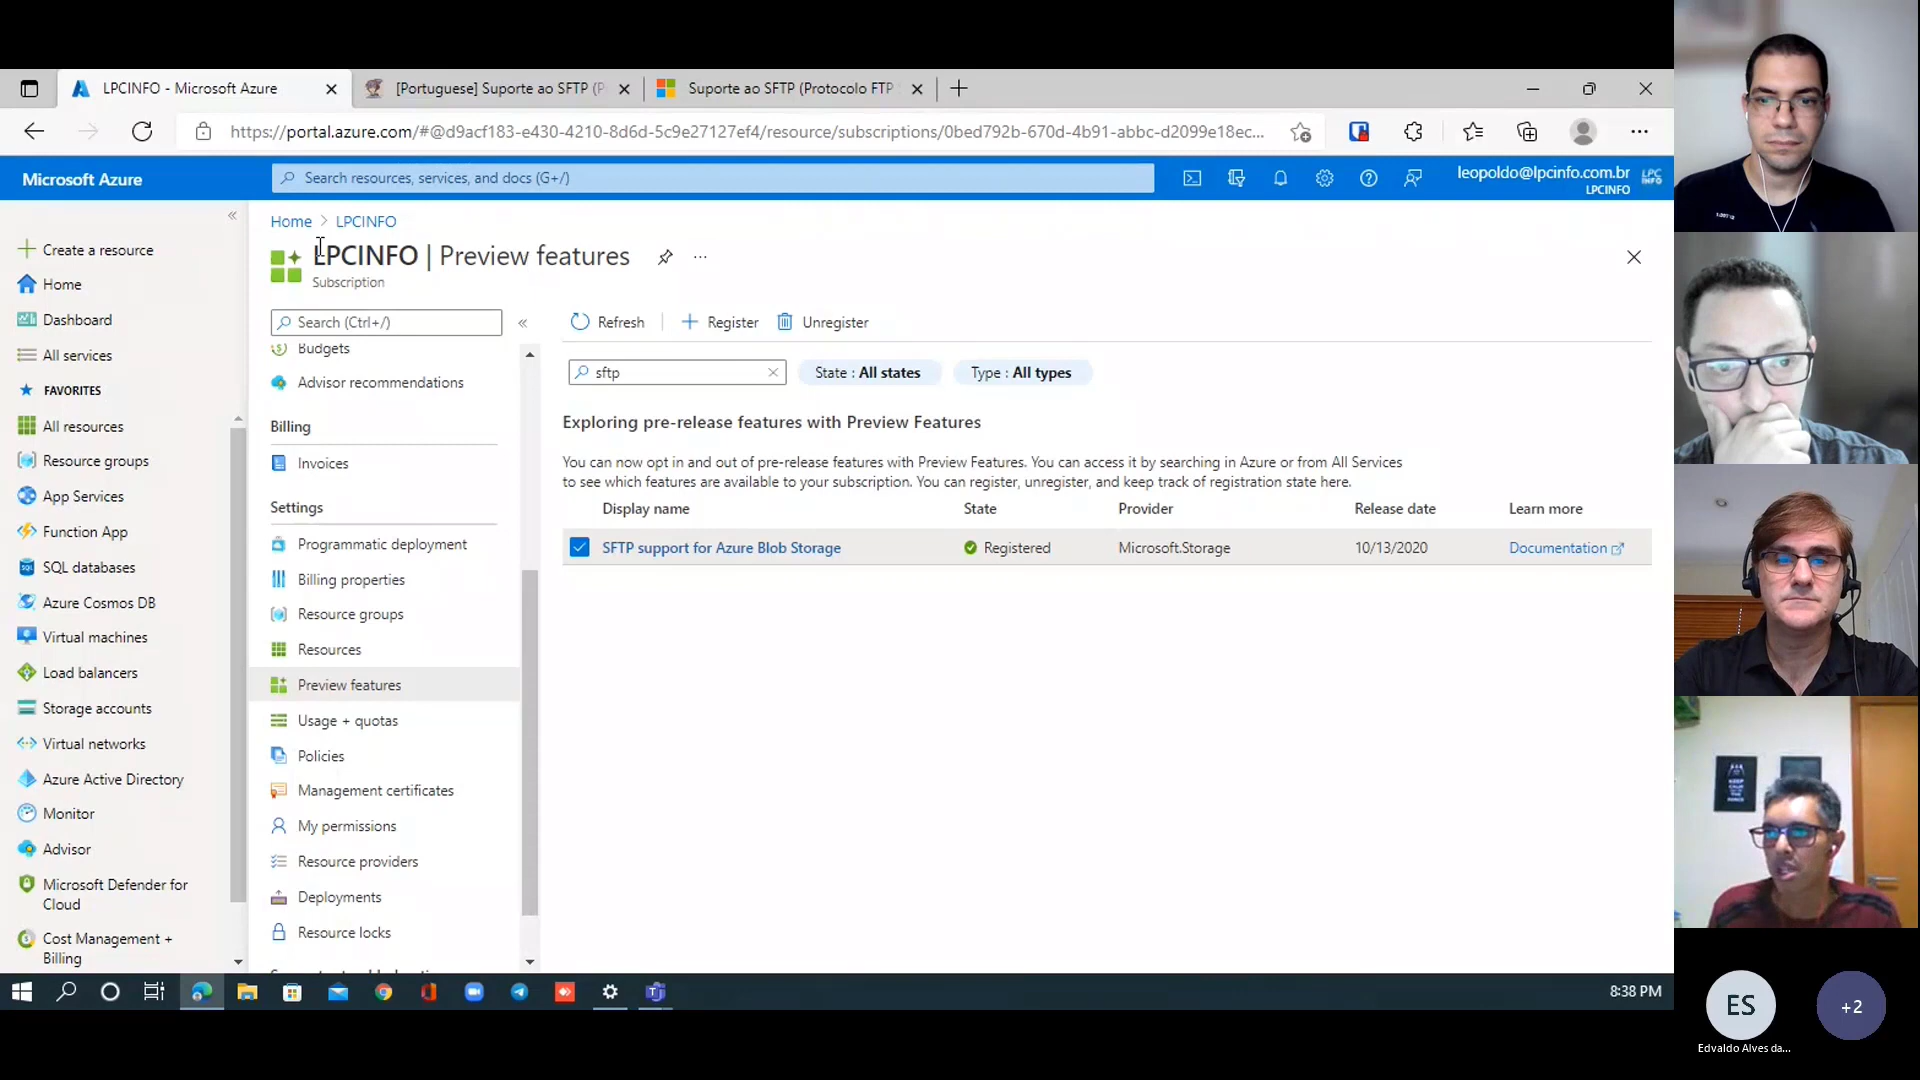 LPCINFO - Microsoft Azure
[Portuguese] Suporte ao SFTP (P
Suporte ao SFTP (Protocolo FTP
https://portal.azure.com/#@d9acf183-e430-4210-8d6d-5c9e27127ef4/resource/subscriptions/0bed792b-670d-4b91-abbc-d2099e18ec...
Microsoft Azure
Search resources, services, and docs (G+/)
leopoldo@lpcinfo.com.br
LPCINFO
LPC
INFO
Create a resource
Home
Dashboard
All services
FAVORITES
All resources
Resource groups
App Services
Function App
SQL databases
Azure Cosmos DB
Virtual machines
Load balancers
Storage accounts
Virtual networks
Azure Active Directory
Monitor
Advisor
Microsoft Defender for
Cloud
Cost Management +
Billing
Home > LPCINFO
LPCINFO | Preview features
Subscription
Search (Ctrl+/)
Budgets
Advisor recommendations
Billing
Invoices
Settings
Programmatic deployment
Billing properties
Resource groups
Resources
Preview features
Usage + quotas
Policies
Management certificates
My permissions
Resource providers
Deployments
Resource locks
Refresh
Register
Unregister
sftp
State : All states
Type : All types
Exploring pre-release features with Preview Features
You can now opt in and out of pre-release features with Preview Features. You can access it by searching in Azure or from All Services
to see which features are available to your subscription. You can register, unregister, and keep track of registration state here.
Display name State Provider Release date Learn more
SFTP support for Azure Blob Storage Registered Microsoft.Storage 10/13/2020 Documentation
8:38 PM
KEEP
CALM
ES
+2
Edvaldo Alves da...